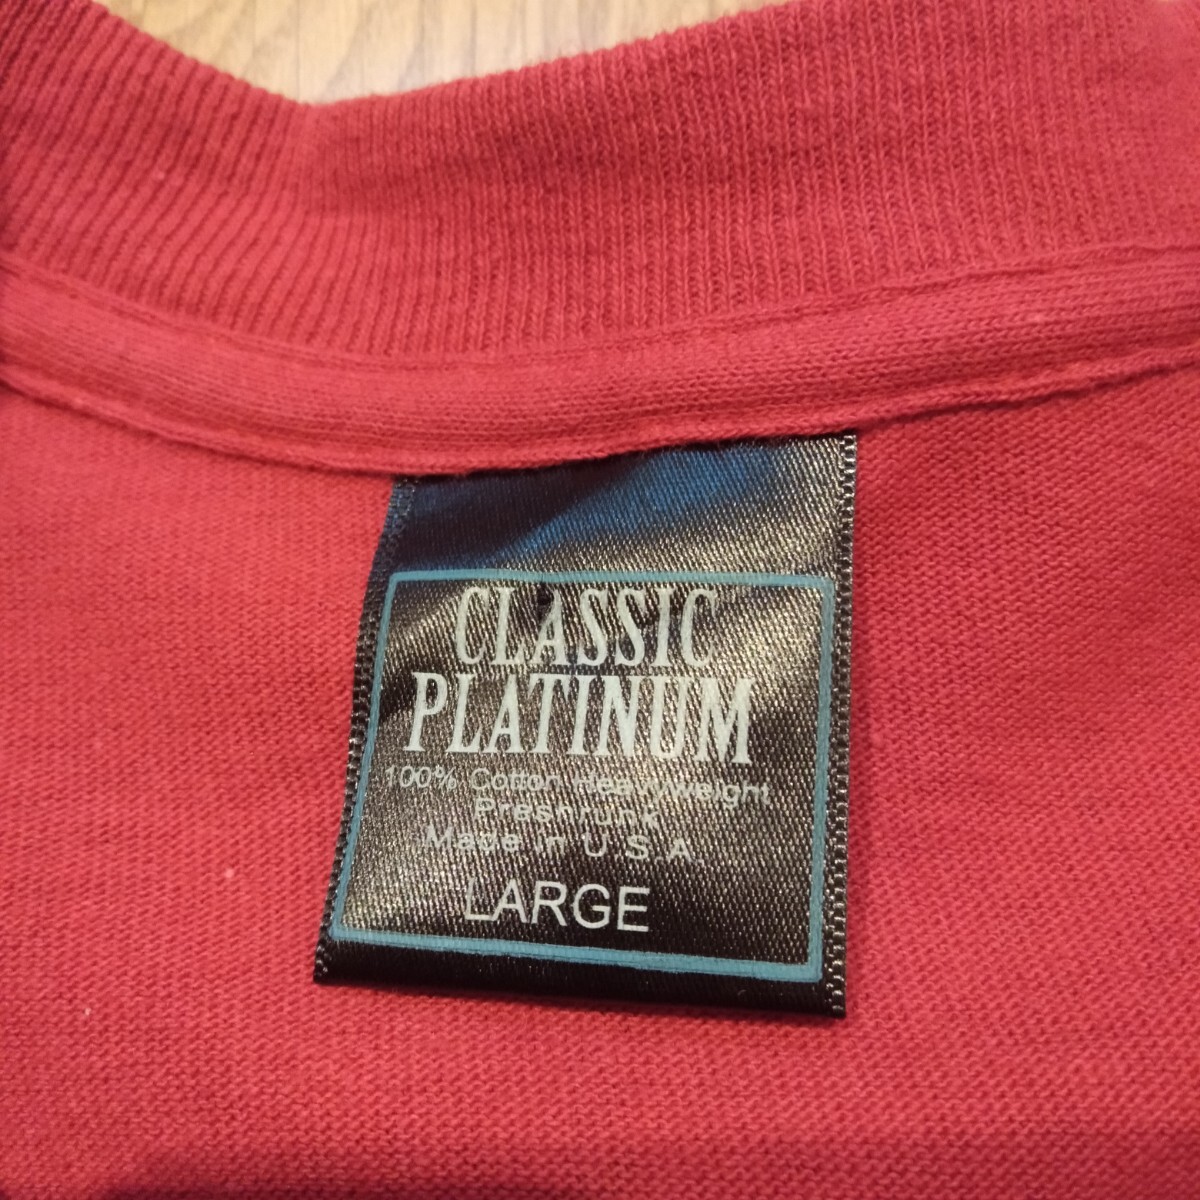 CLASSIC
PLATINUM
100% Cotton Heavyweight
Preshrunk
Made in U.S.A.
LARGE